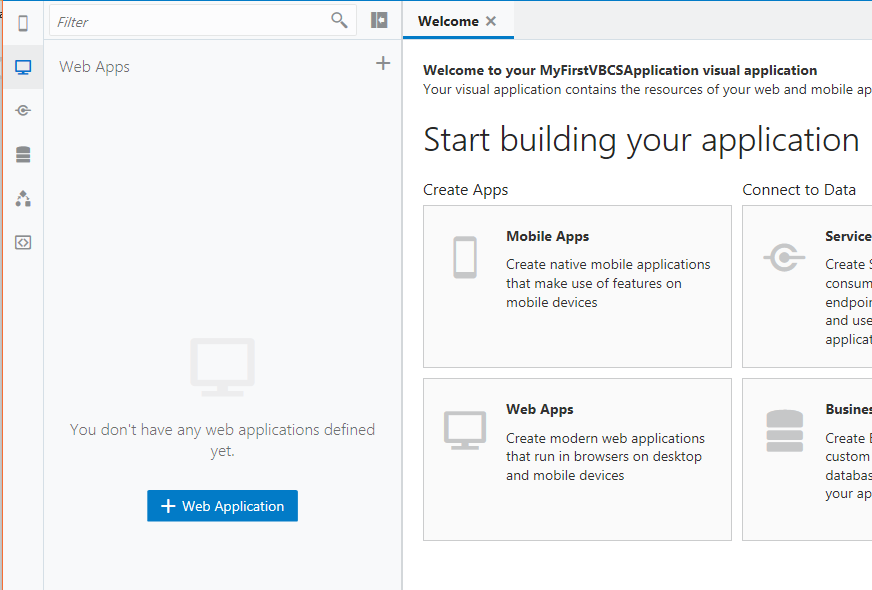 Filter
Web Apps
You don't have any web applications defined
yet.
Web Application
Welcome
Welcome to your MyFirstVBCSApplication visual application
Your visual application contains the resources of your web and mobile ap
Start building your application
Create Apps
Mobile Apps
Create native mobile applications
that make use of features on
mobile devices
Web Apps
Create modern web applications
that run in browsers on desktop
and mobile devices
Connect to Data
Service
Create S
consum
endpoin
and use
applicat
Busines
Create B
custom
databas
your ap